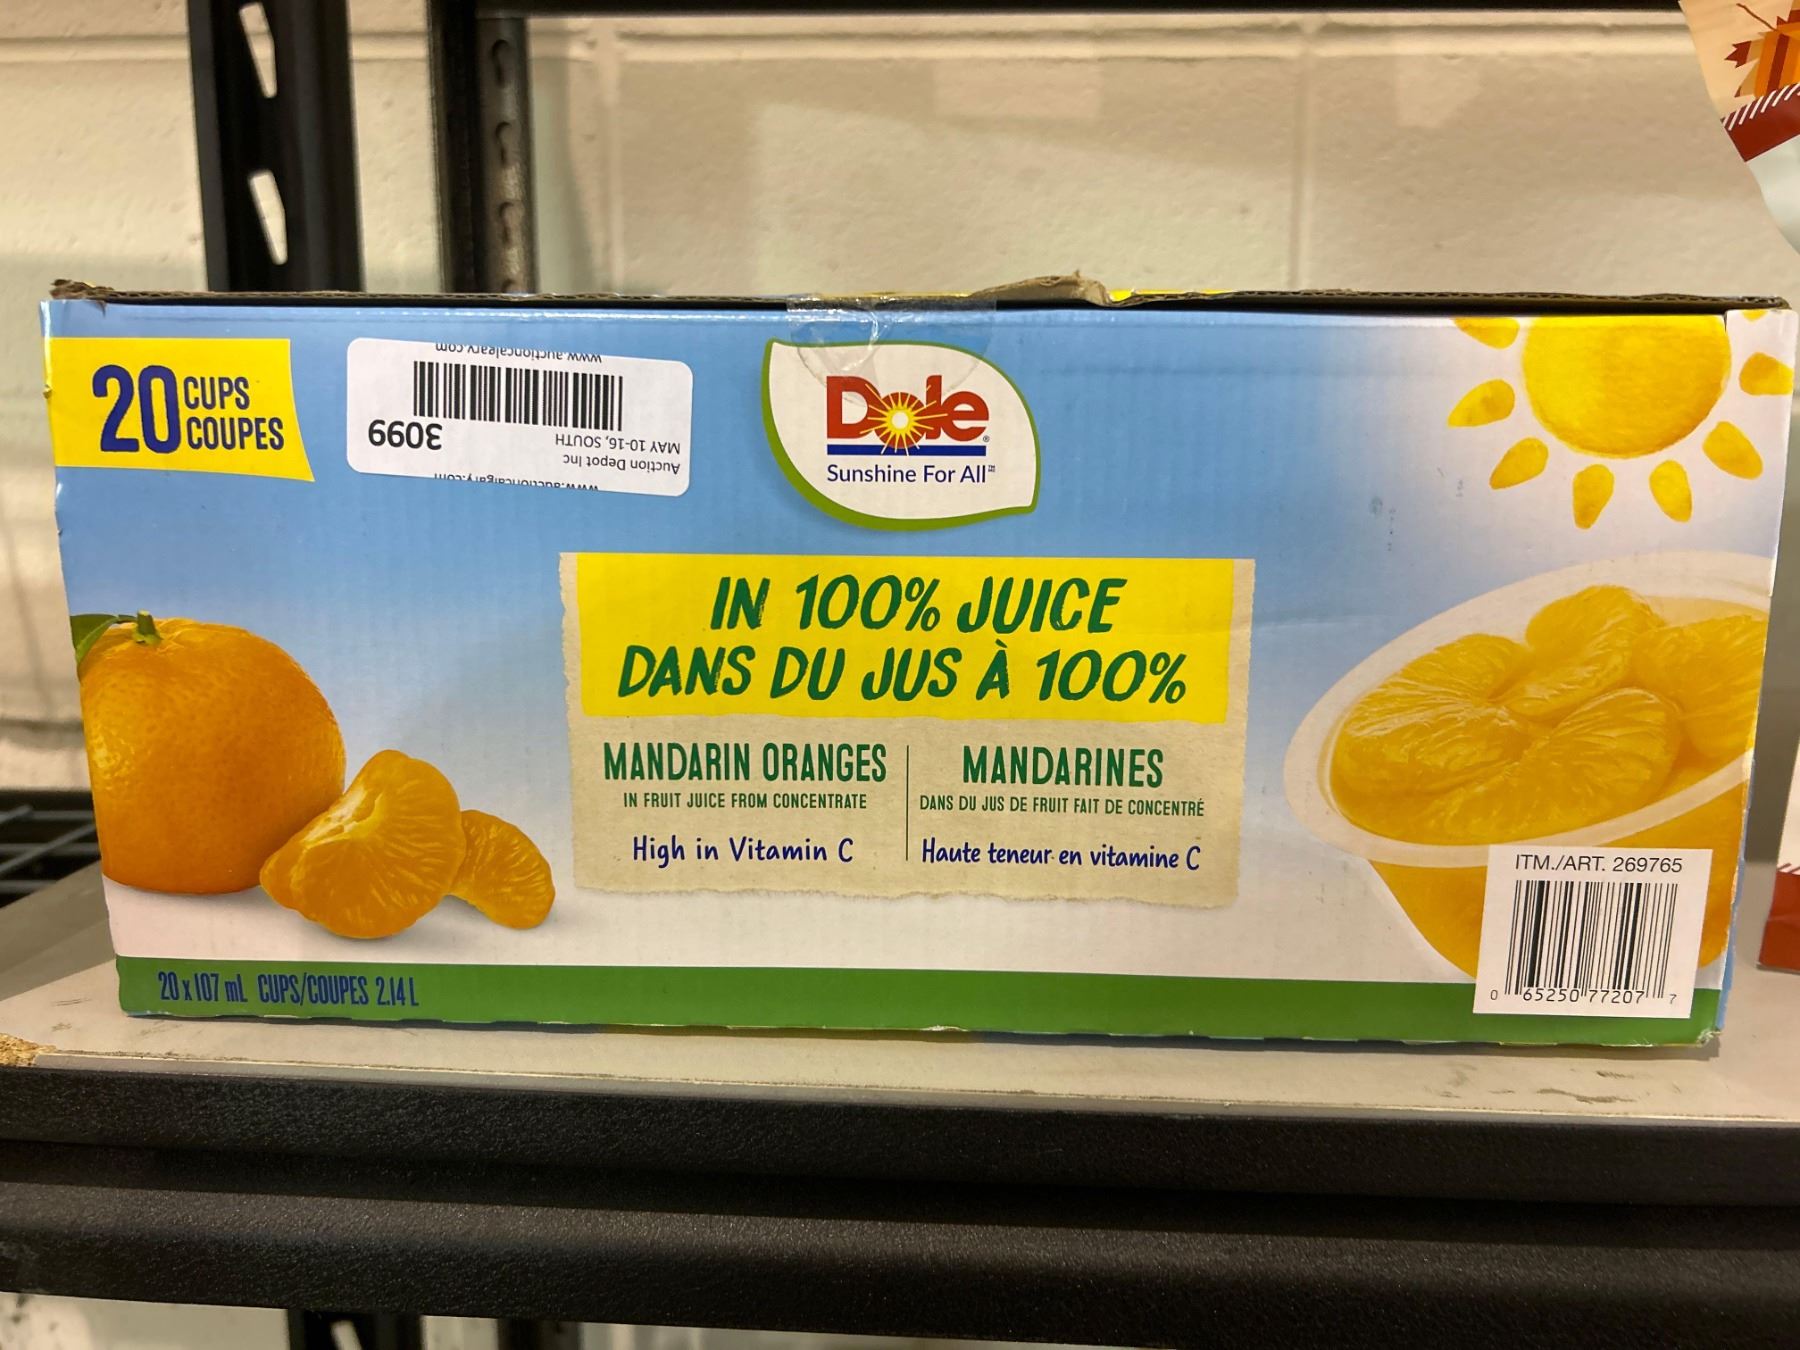 20 CUPS
COUPES
www.auctioncalgary.com
3099
MAY 10-16, SOUTH
Auction Depot Inc
www.auctioncalgary.com
Dole®
Sunshine For All™
IN 100% JUICE
DANS DU JUS À 100%
MANDARIN ORANGES
IN FRUIT JUICE FROM CONCENTRATE
High in Vitamin C
MANDARINES
DANS DU JUS DE FRUIT FAIT DE CONCENTRÉ
Haute teneur en vitamine C
ITM./ART. 269765
0 65250 77207 7
20 x 107 mL CUPS/COUPES 2.14 L